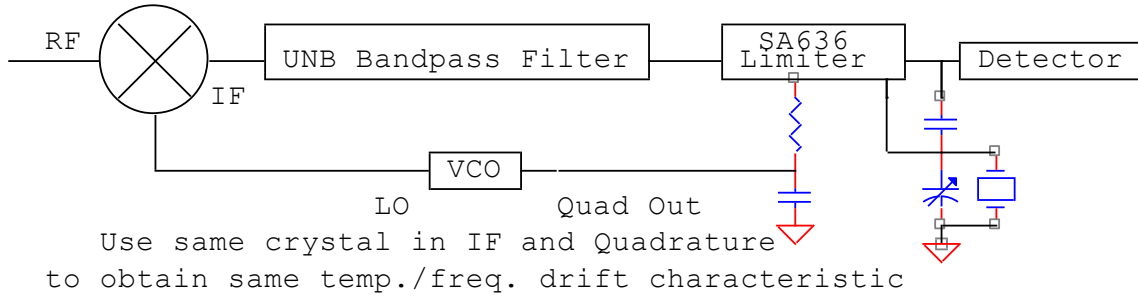 RF
IF
UNB Bandpass Filter
SA636
Limiter
Detector
VCO
LO
Quad Out
Use same crystal in IF and Quadrature
to obtain same temp./freq. drift characteristic